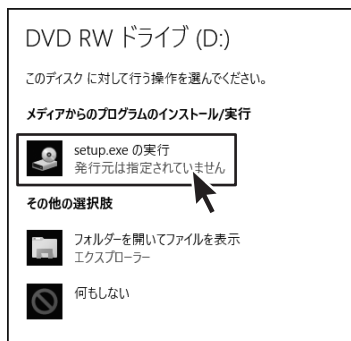 DVD RW ドライブ (D:)
このディスク に対して行う操作を選んでください。
メディアからのプログラムのインストール/実行
setup.exe の実行
発行元は指定されていません
その他の選択肢
フォルダーを開いてファイルを表示
エクスプローラー
何もしない